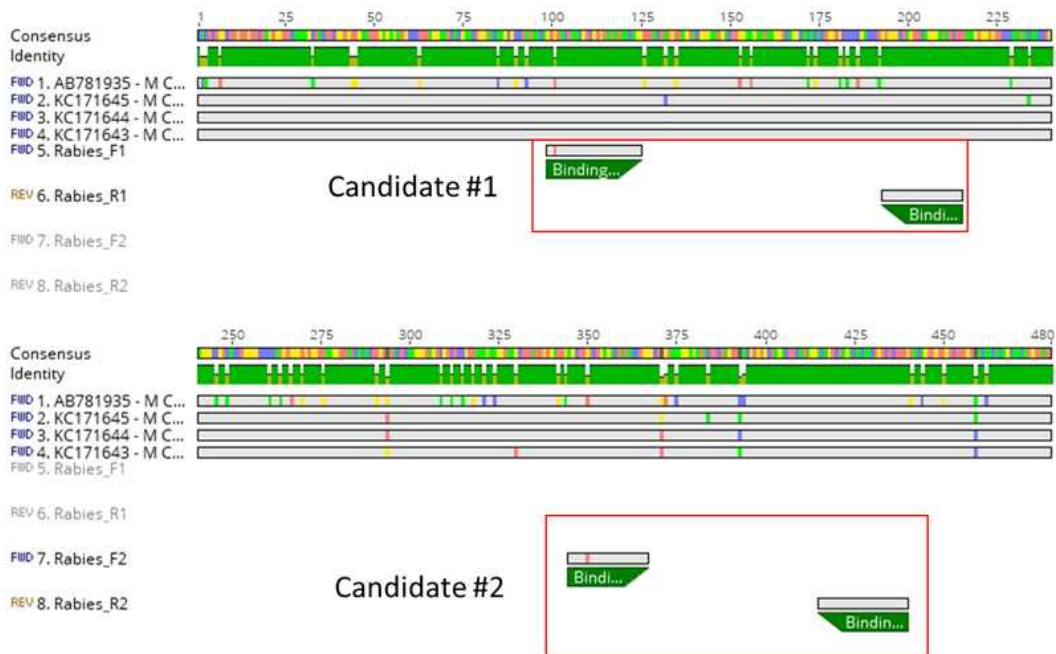 1 25 50 75 100 125 150 175 200 225
Consensus
Identity
FWD 1. AB781935 - M C...
FWD 2. KC171645 - M C...
FWD 3. KC171644 - M C...
FWD 4. KC171643 - M C...
FWD 5. Rabies_F1
Binding...
Candidate #1
REV 6. Rabies_R1
Bindi...
FWD 7. Rabies_F2
REV 8. Rabies_R2
250 275 300 325 350 375 400 425 450 482
Consensus
Identity
FWD 1. AB781935 - M C...
FWD 2. KC171645 - M C...
FWD 3. KC171644 - M C...
FWD 4. KC171643 - M C...
FWD 5. Rabies_F1
REV 6. Rabies_R1
FWD 7. Rabies_F2
Bindi...
Candidate #2
REV 8. Rabies_R2
Bindin...